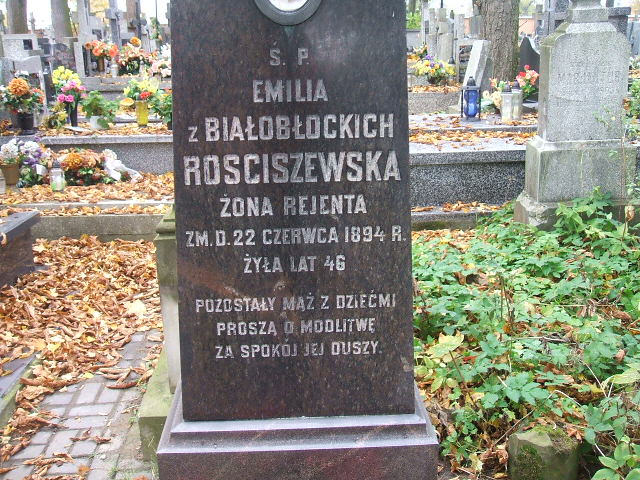 Ś. P.
EMILIA
z BIAŁOBŁOCKICH
ROSCISZEWSKA
ŻONA REJENTA
ZM. D. 22 CZERWCA 1894 R.
ŻYŁA LAT 46
POZOSTAŁY MĄŻ Z DZIEĆMI
PROSZĄ O MODLITWĘ
ZA SPOKÓJ JEJ DUSZY.